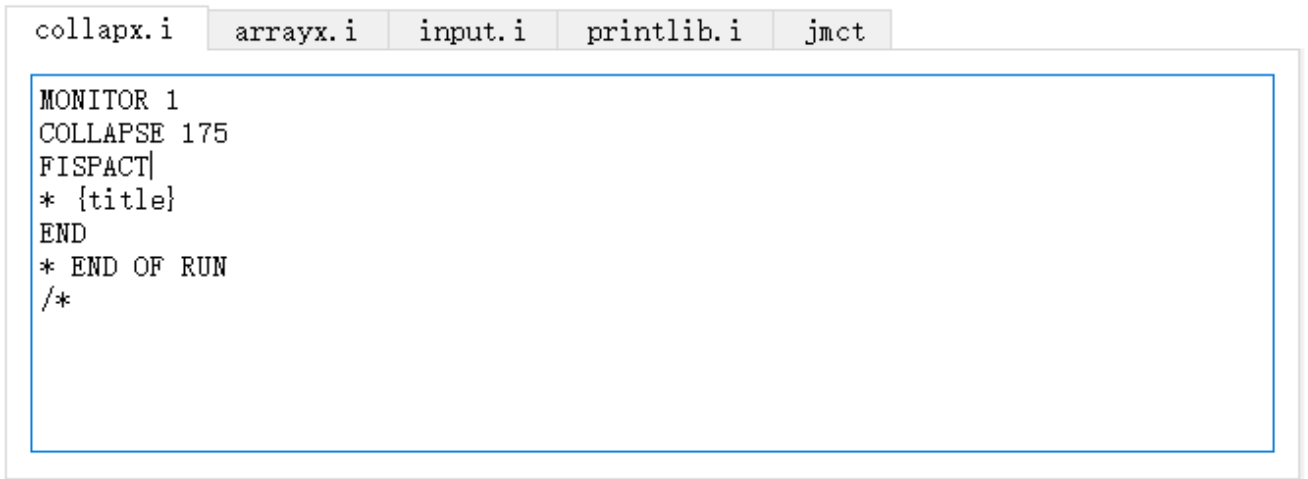 collapx.i arrayx.i input.i printlib.i jmct
MONITOR 1
COLLAPSE 175
FISPACT
* {title}
END
* END OF RUN
/*